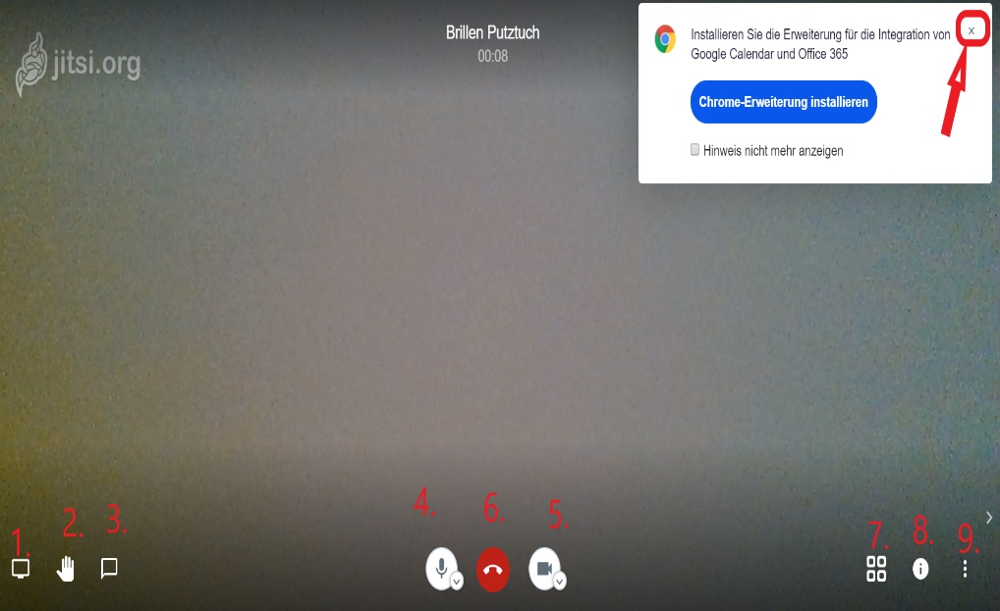 jitsi.org
Brillen Putztuch
00:08
Installieren Sie die Erweiterung für die Integration von
Google Calendar und Office 365
x
Chrome-Erweiterung installieren
Hinweis nicht mehr anzeigen
1.
2.
3.
4.
6.
5.
7.
8.
9.